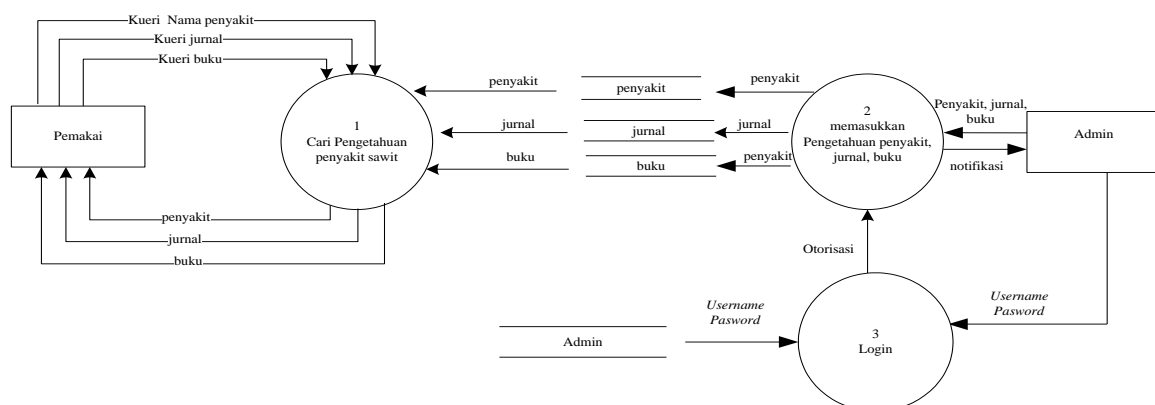 Kueri Nama penyakit
Kueri jurnal
Kueri buku
Pemakai
1
Cari Pengetahuan
penyakit sawit
penyakit
jurnal
buku
penyakit
jurnal
buku
penyakit
jurnal
buku
penyakit
jurnal
penyakit
2
memasukkan
Pengetahuan penyakit,
jurnal, buku
Penyakit, jurnal,
buku
notifikasi
Admin
Otorisasi
Username
Pasword
3
Login
Username
Pasword
Admin